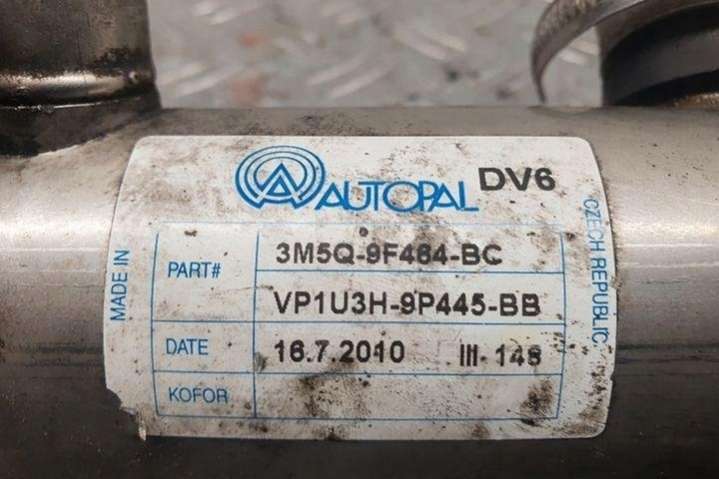 AUTOPAL DV6
MADE IN
CZECH REPUBLIC
PART# 3M5Q-9F464-BC
VP1U3H-9P445-BB
DATE 16.7.2010 III- 148
KOFOR